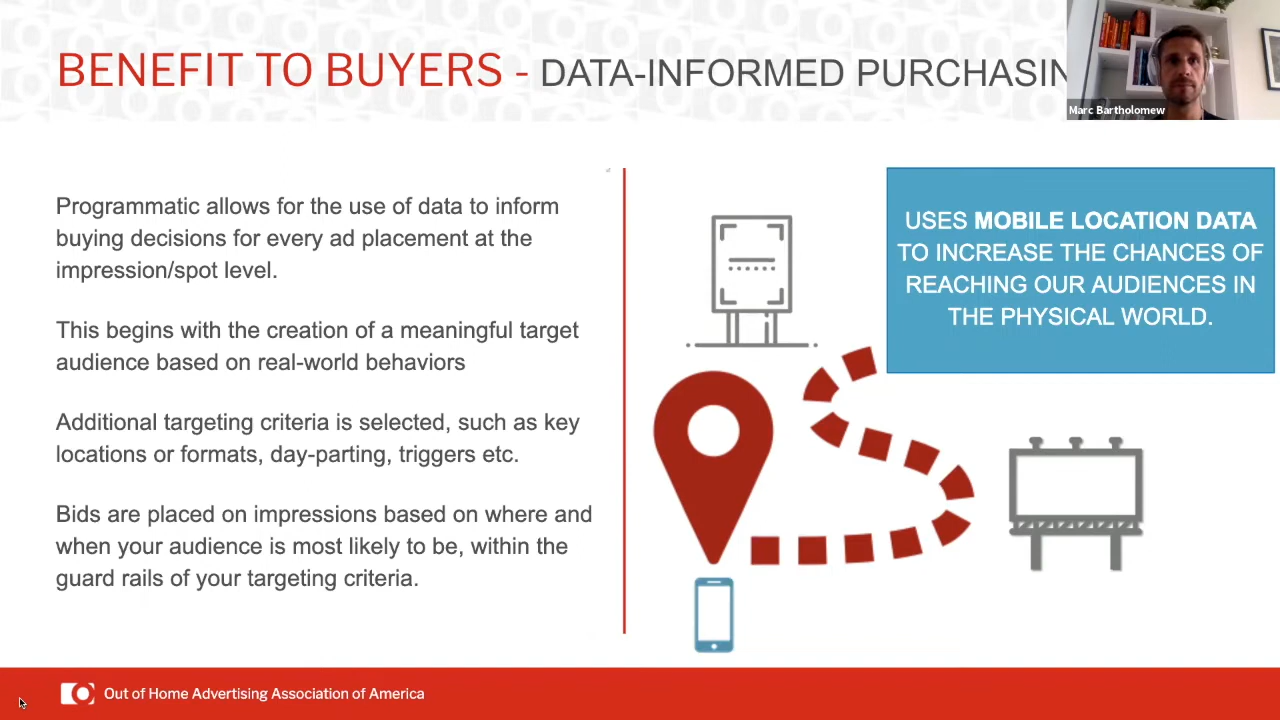 BENEFIT TO BUYERS - DATA-INFORMED PURCHASIN
Marc Bartholomew
Programmatic allows for the use of data to inform
buying decisions for every ad placement at the
impression/spot level.
This begins with the creation of a meaningful target
audience based on real-world behaviors
Additional targeting criteria is selected, such as key
locations or formats, day-parting, triggers etc.
Bids are placed on impressions based on where and
when your audience is most likely to be, within the
guard rails of your targeting criteria.
USES MOBILE LOCATION DATA
TO INCREASE THE CHANCES OF
REACHING OUR AUDIENCES IN
THE PHYSICAL WORLD.
Out of Home Advertising Association of America